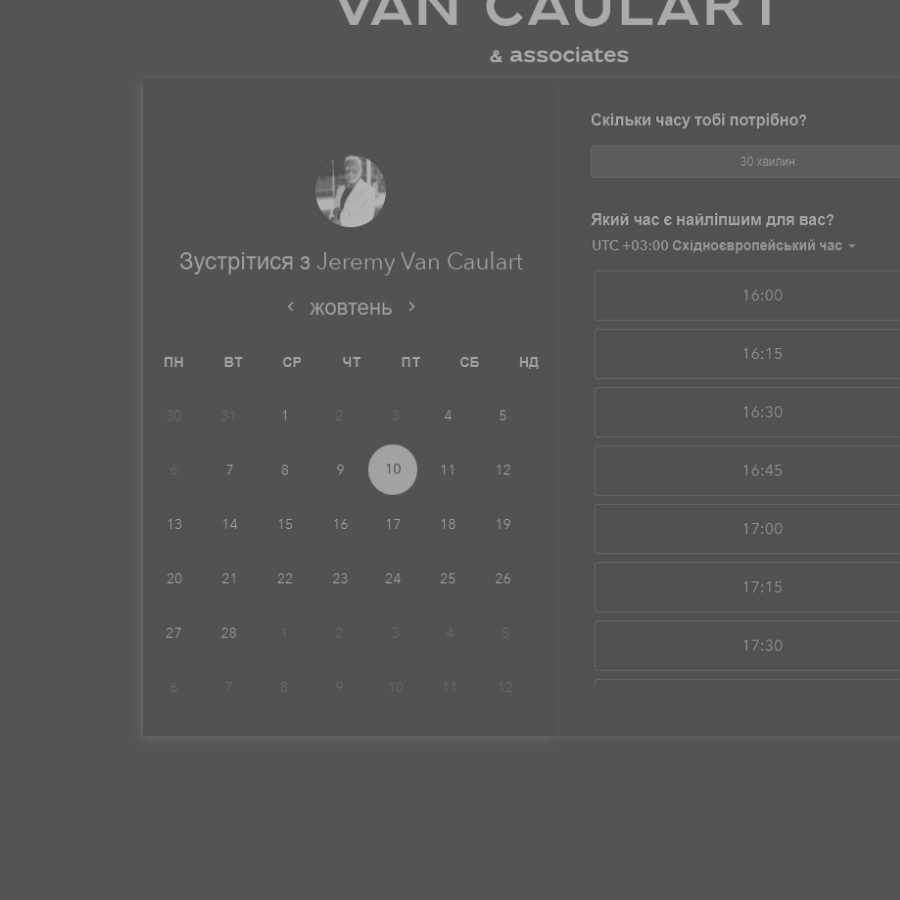 VAN CAULART
& associates
Зустрітися з Jeremy Van Caulart
жовтень
ПН ВТ СР ЧТ ПТ СБ НД
30 31 1 2 3 4 5
6 7 8 9 10 11 12
13 14 15 16 17 18 19
20 21 22 23 24 25 26
27 28 1 2 3 4 5
6 7 8 9 10 11 12
Скільки часу тобі потрібно?
30 хвилин
Який час є найліпшим для вас?
UTC +03:00 Східноєвропейський час
16:00
16:15
16:30
16:45
17:00
17:15
17:30